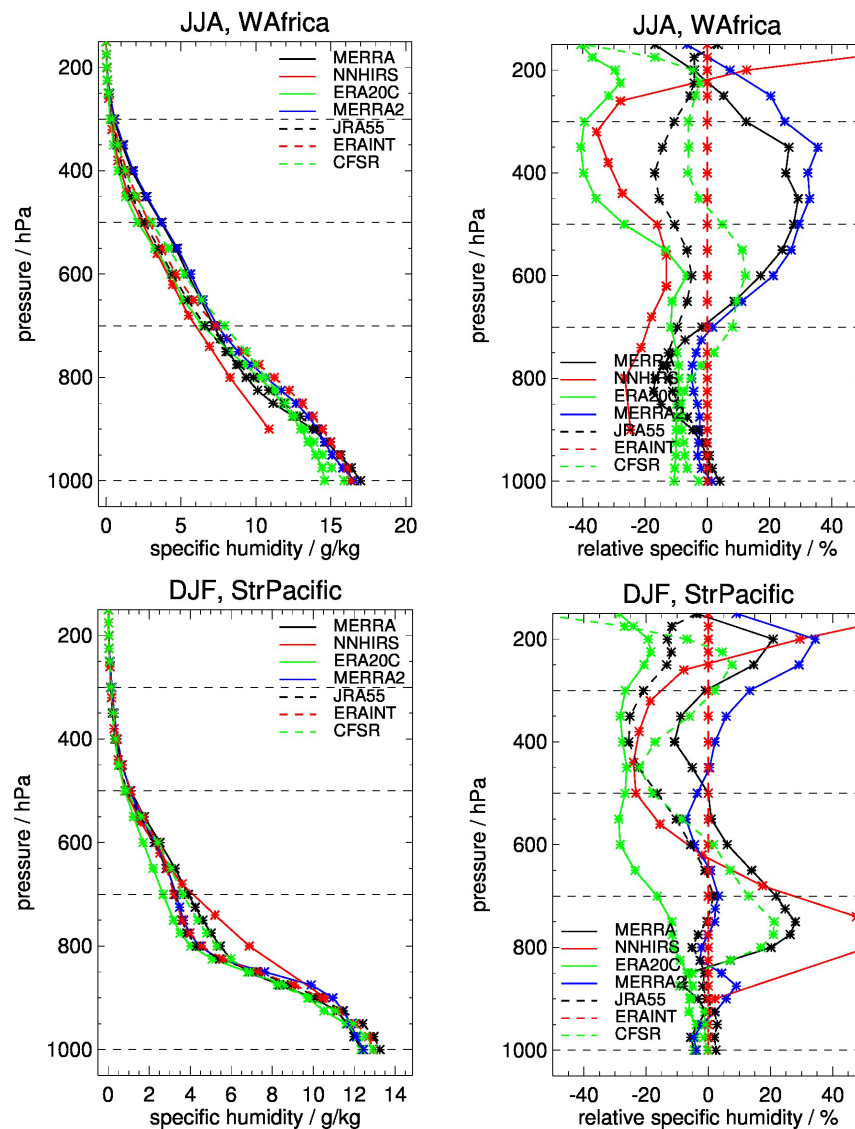 JJA, WAfrica
MERRA
NNHIRS
ERA20C
MERRA2
JRA55
ERAINT
CFSR
200
400
600
800
1000
pressure / hPa
0 5 10 15 20
specific humidity / g/kg
JJA, WAfrica
200
400
600
800
1000
pressure / hPa
MERRA
NNHIRS
ERA20C
MERRA2
JRA55
ERAINT
CFSR
-40 -20 0 20 40
relative specific humidity / %
DJF, StrPacific
MERRA
NNHIRS
ERA20C
MERRA2
JRA55
ERAINT
CFSR
200
400
600
800
1000
pressure / hPa
0 2 4 6 8 10 12 14
specific humidity / g/kg
DJF, StrPacific
200
400
600
800
1000
pressure / hPa
MERRA
NNHIRS
ERA20C
MERRA2
JRA55
ERAINT
CFSR
-40 -20 0 20 40
relative specific humidity / %